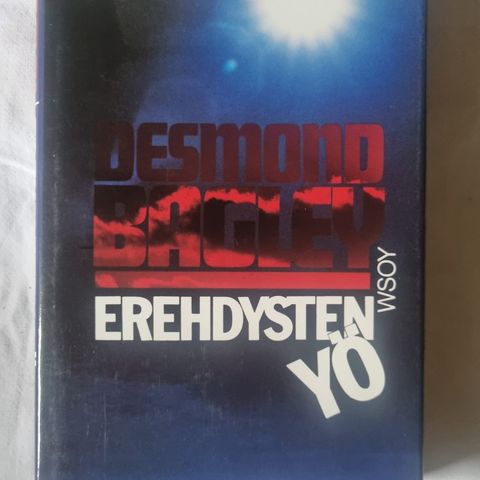 DESMOND
BAGLEY
EREHDYSTEN
YÖ
WSOY